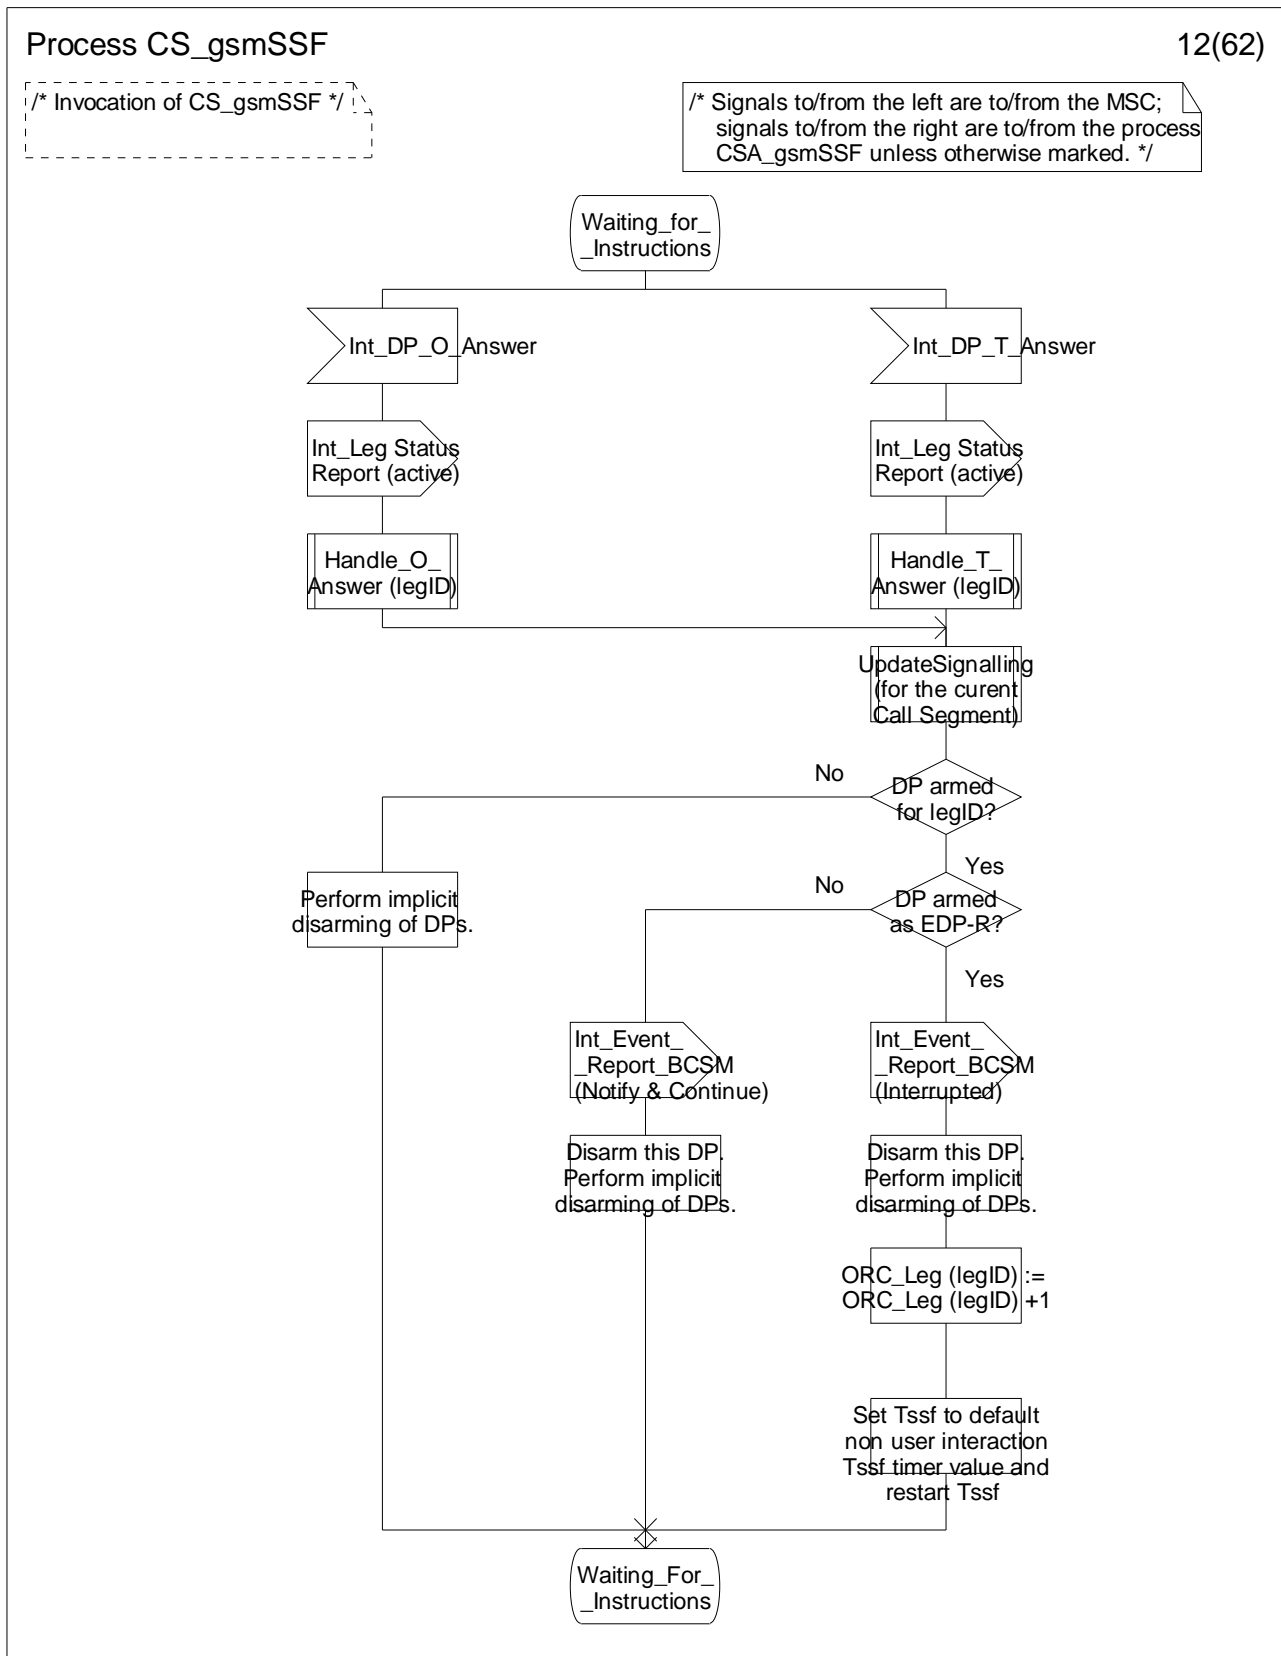 Process CS_gsmSSF
12(62)
/* Invocation of CS_gsmSSF */
/* Signals to/from the left are to/from the MSC;
signals to/from the right are to/from the process
CSA_gsmSSF unless otherwise marked. */
Waiting_for_
_Instructions
Int_DP_O_Answer
Int_DP_T_Answer
Int_Leg Status
Report (active)
Int_Leg Status
Report (active)
Handle_O_
Answer (legID)
Handle_T_
Answer (legID)
UpdateSignalling
(for the curent
Call Segment)
No
DP armed
for legID?
Yes
Perform implicit
disarming of DPs.
No
DP armed
as EDP-R?
Yes
Int_Event_
_Report_BCSM
(Notify & Continue)
Int_Event_
_Report_BCSM
(Interrupted)
Disarm this DP.
Perform implicit
disarming of DPs.
Disarm this DP.
Perform implicit
disarming of DPs.
ORC_Leg (legID) :=
ORC_Leg (legID) +1
Set Tssf to default
non user interaction
Tssf timer value and
restart Tssf
Waiting_For_
_Instructions